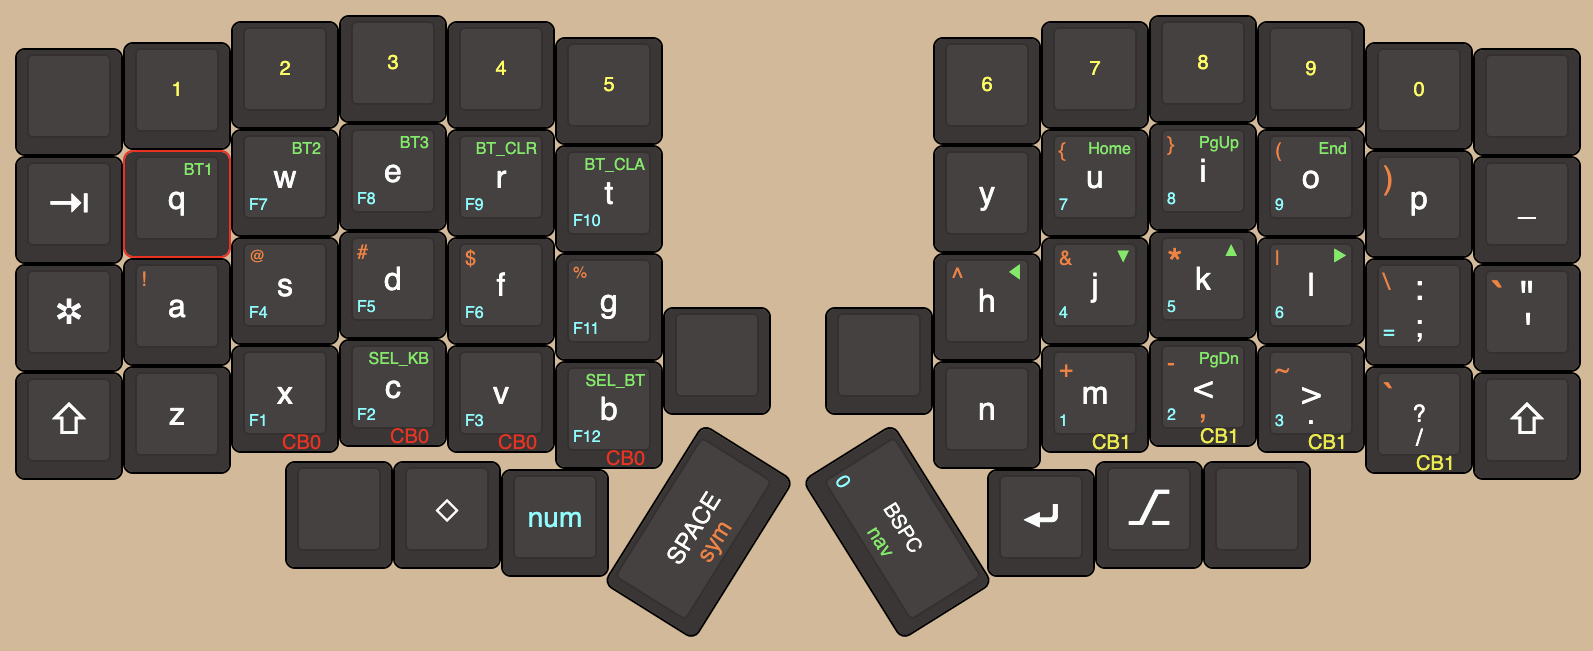 1 2 3 4 5 6 7 8 9 0
BT1 BT2 BT3 BT_CLR BT_CLA { Home } PgUp ( End )
⇥ q w e r t y u i o p _
F7 F8 F9 F10 7 8 9
! @ # $ % ^ ◀ & ▼ * ▲ | ▶ \ : ` "
✲ a s d f g h j k l ; '
F4 F5 F6 F11 4 5 6 =
SEL_KB SEL_BT + - PgDn ~ `
⇧ z x c v b n m < , > . ? / ⇧
F1 F2 F3 F12 1 2 3
CB0 CB0 CB0 CB0 CB1 CB1 CB1 CB1
◇ num SPACE 0 BSPC ↵ ⌥
sym nav